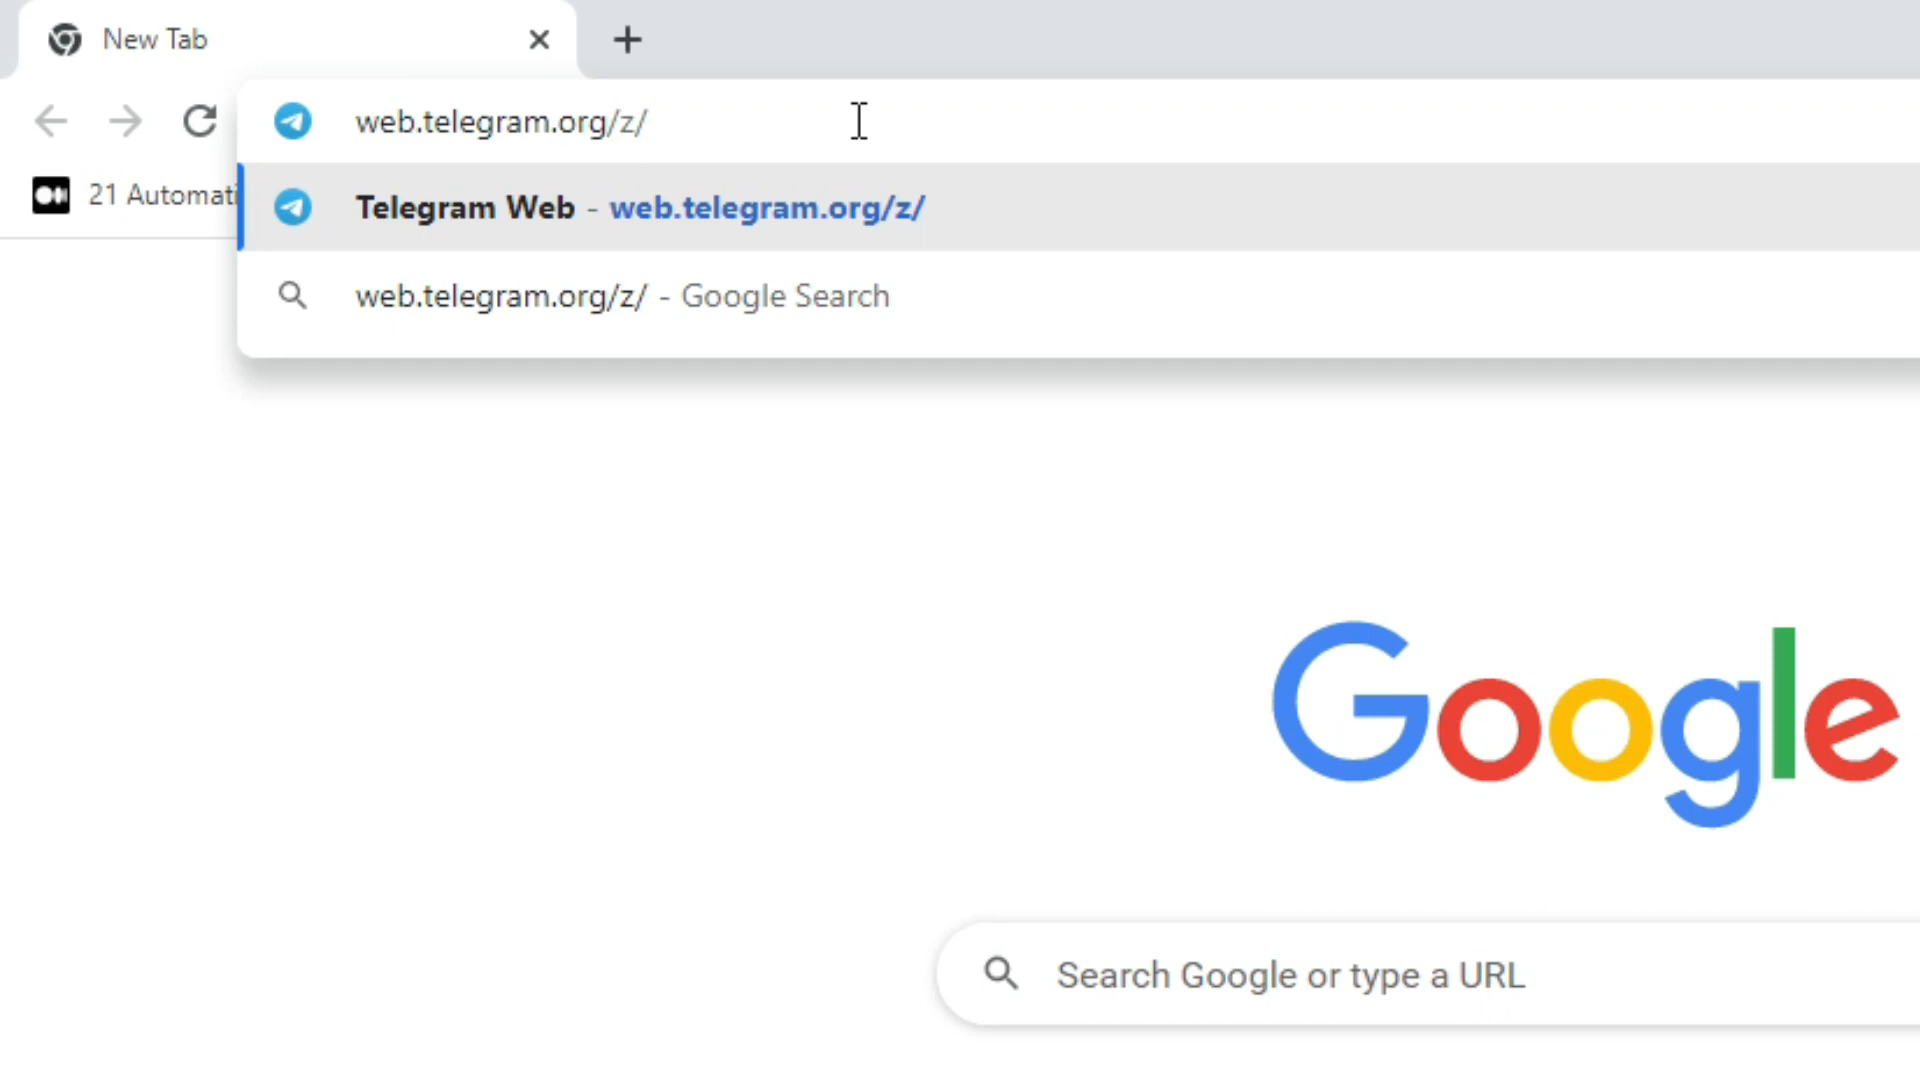 New Tab
web.telegram.org/z/
21 Automati
Telegram Web - web.telegram.org/z/
web.telegram.org/z/ - Google Search
Google
Search Google or type a URL